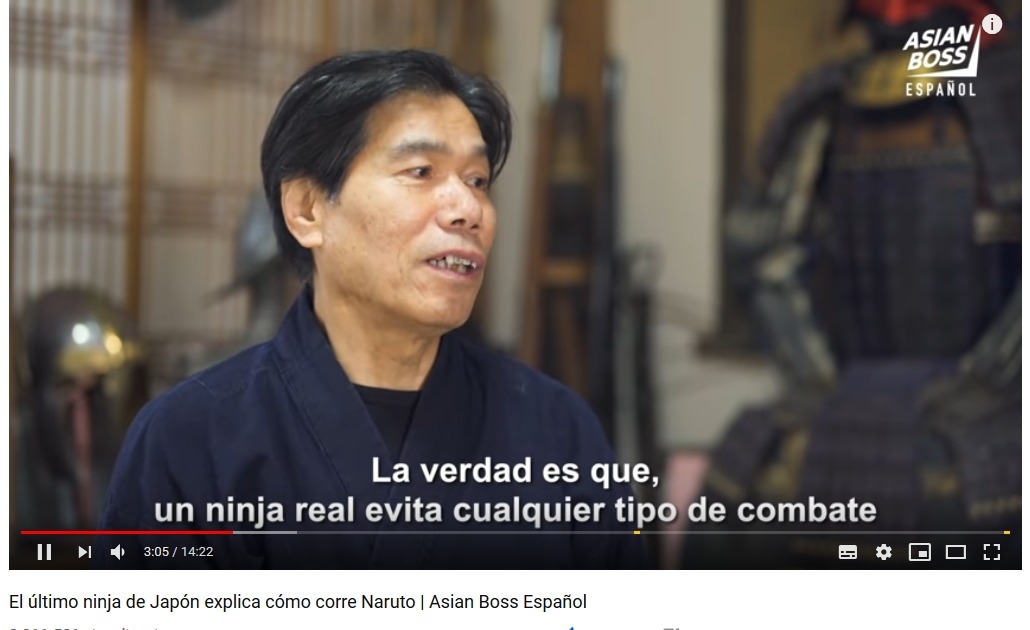 ASIAN
BOSS
ESPAÑOL
La verdad es que,
un ninja real evita cualquier tipo de combate
3:05 / 14:22
El último ninja de Japón explica cómo corre Naruto | Asian Boss Español